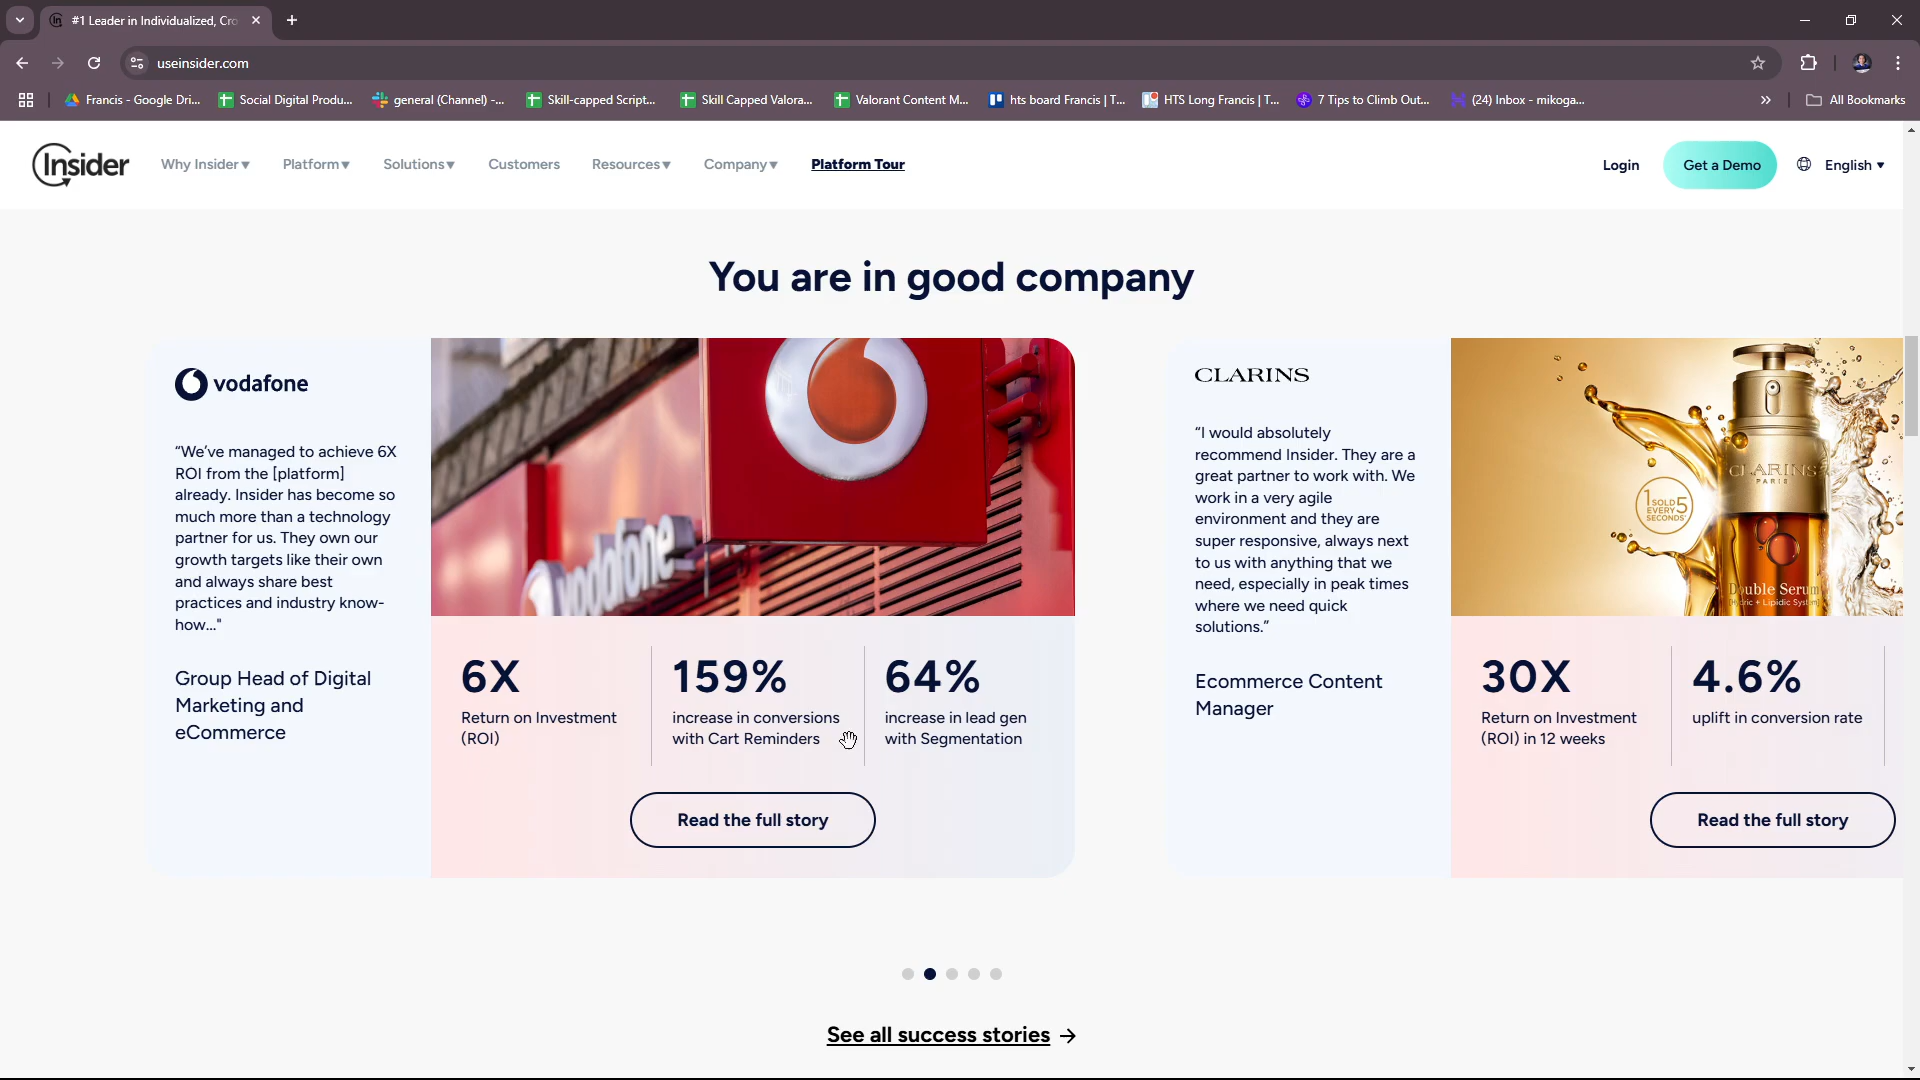 #1 Leader in Individualized, Cro
useinsider.com
Francis - Google Dri...
Social Digital Produ...
general (Channel) -...
Skill-capped Script...
Skill Capped Valora...
Valorant Content M...
hts board Francis | T...
HTS Long Francis | T...
7 Tips to Climb Out...
(24) Inbox - mikoga...
»
All Bookmarks
Insider
Why Insider▾
Platform▾
Solutions▾
Customers
Resources▾
Company▾
Platform Tour
Login
Get a Demo
English ▾
You are in good company
vodafone
“We’ve managed to achieve 6X
ROI from the [platform]
already. Insider has become so
much more than a technology
partner for us. They own our
growth targets like their own
and always share best
practices and industry know-
how..."
Group Head of Digital
Marketing and
eCommerce
vodafone
6X
Return on Investment
(ROI)
159%
increase in conversions
with Cart Reminders
64%
increase in lead gen
with Segmentation
Read the full story
CLARINS
“I would absolutely
recommend Insider. They are a
great partner to work with. We
work in a very agile
environment and they are
super responsive, always next
to us with anything that we
need, especially in peak times
where we need quick
solutions.”
Ecommerce Content
Manager
CLARINS
PARIS
1 SOLD 5
EVERY
SECONDS*
Double Serum
Hydric + Lipidic System
30X
Return on Investment
(ROI) in 12 weeks
4.6%
uplift in conversion rate
Read the full story
See all success stories →